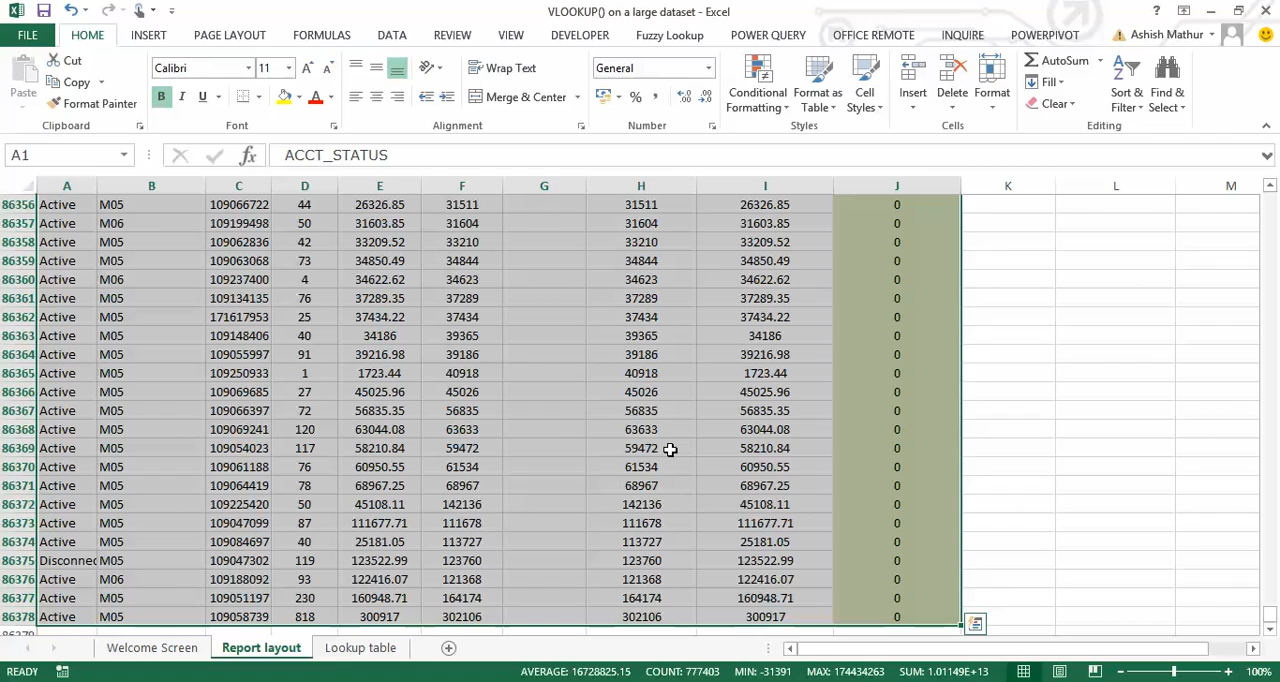 VLOOKUP() on a large dataset - Excel
FILE HOME INSERT PAGE LAYOUT FORMULAS DATA REVIEW VIEW DEVELOPER Fuzzy Lookup POWER QUERY OFFICE REMOTE INQUIRE POWERPIVOT Ashish Mathur
Cut
Copy
Format Painter
Paste
Clipboard
Calibri 11
B I U
Font
Wrap Text
Merge & Center
Alignment
General
Number
Conditional Formatting
Format as Table
Cell Styles
Styles
Insert Delete Format
Cells
AutoSum
Fill
Clear
Sort & Filter
Find & Select
Editing
A1 fx ACCT_STATUS
A B C D E F G H I J K L M
86356 Active M05 109066722 44 26326.85 31511 31511 26326.85 0
86357 Active M06 109199498 50 31603.85 31604 31604 31603.85 0
86358 Active M05 109062836 42 33209.52 33210 33210 33209.52 0
86359 Active M05 109063068 73 34850.49 34844 34844 34850.49 0
86360 Active M06 109237400 4 34622.62 34623 34623 34622.62 0
86361 Active M05 109134135 76 37289.35 37289 37289 37289.35 0
86362 Active M05 171617953 25 37434.22 37434 37434 37434.22 0
86363 Active M05 109148406 40 34186 39365 39365 34186 0
86364 Active M05 109055997 91 39216.98 39186 39186 39216.98 0
86365 Active M05 109250933 1 1723.44 40918 40918 1723.44 0
86366 Active M05 109069685 27 45025.96 45026 45026 45025.96 0
86367 Active M05 109066397 72 56835.35 56835 56835 56835.35 0
86368 Active M05 109069241 120 63044.08 63633 63633 63044.08 0
86369 Active M05 109054023 117 58210.84 59472 59472 58210.84 0
86370 Active M05 109061188 76 60950.55 61534 61534 60950.55 0
86371 Active M05 109064419 78 68967.25 68967 68967 68967.25 0
86372 Active M05 109225420 50 45108.11 142136 142136 45108.11 0
86373 Active M05 109047099 87 111677.71 111678 111678 111677.71 0
86374 Active M05 109084697 40 25181.05 113727 113727 25181.05 0
86375 Disconnec M05 109047302 119 123522.99 123760 123760 123522.99 0
86376 Active M06 109188092 93 122416.07 121368 121368 122416.07 0
86377 Active M05 109051197 230 160948.71 164174 164174 160948.71 0
86378 Active M05 109058739 818 300917 302106 302106 300917 0
86379
Welcome Screen Report layout Lookup table
READY AVERAGE: 16728825.15 COUNT: 777403 MIN: -31391 MAX: 174434263 SUM: 1.01149E+13 100%